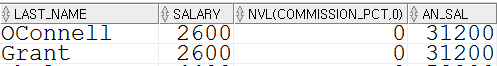 LAST_NAME SALARY NVL(COMMISSION_PCT,0) AN_SAL
OConnell 2600 0 31200
Grant 2600 0 31200